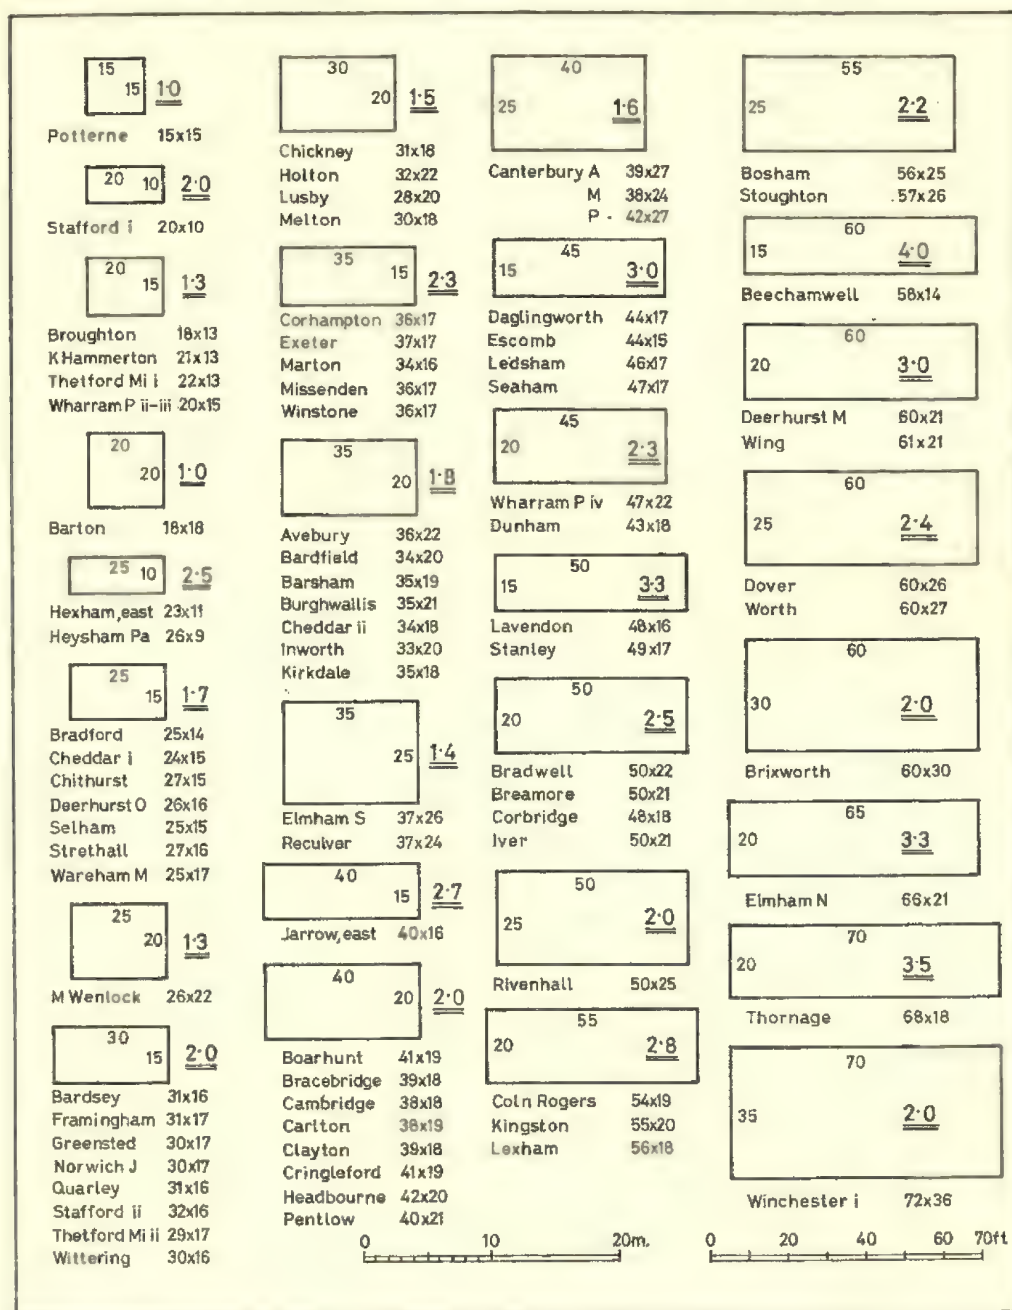 15
15 1·0
Potterne 15x15
20 10 2·0
Stafford i 20x10
20
15 1·3
Broughton 18x13
K Hammerton 21x13
Thetford Mi i 22x13
Wharram P ii-iii 20x15
20
20 1·0
Barton 18x18
25 10 2·5
Hexham, east 23x11
Heysham Pa 26x9
25
15 1·7
Bradford 25x14
Cheddar i 24x15
Chithurst 27x15
Deerhurst O 26x16
Selham 25x15
Strethall 27x16
Wareham M 25x17
25
20 1·3
M Wenlock 26x22
30
15 2·0
Bardsey 31x16
Framingham 31x17
Greensted 30x17
Norwich J 30x17
Quarley 31x16
Stafford ii 32x16
Thetford Mi ii 29x17
Wittering 30x16
30
20 1·5
Chickney 31x18
Holton 32x22
Lusby 28x20
Melton 30x18
35
15 2·3
Corhampton 36x17
Exeter 37x17
Marton 34x16
Missenden 36x17
Winstone 36x17
35
20 1·8
Avebury 36x22
Bardfield 34x20
Barsham 35x19
Burghwallis 35x21
Cheddar ii 34x18
Inworth 33x20
Kirkdale 35x18
35
25 1·4
Elmham S 37x26
Reculver 37x24
40
15 2·7
Jarrow, east 40x16
40
20 2·0
Boarhunt 41x19
Bracebridge 39x18
Cambridge 38x18
Carlton 38x19
Clayton 39x18
Cringleford 41x19
Headbourne 42x20
Pentlow 40x21
40
25 1·6
Canterbury A 39x27
M 38x24
P - 42x27
45
15 3·0
Daglingworth 44x17
Escomb 44x15
Ledsham 46x17
Seaham 47x17
45
20 2·3
Wharram P iv 47x22
Dunham 43x18
50
15 3·3
Lavendon 48x16
Stanley 49x17
50
20 2·5
Bradwell 50x22
Breamore 50x21
Corbridge 48x18
Iver 50x21
50
25 2·0
Rivenhall 50x25
55
20 2·8
Coln Rogers 54x19
Kingston 55x20
Lexham 56x18
55
25 2·2
Bosham 56x25
Stoughton 57x26
60
15 4·0
Beechamwell 58x14
60
20 3·0
Deerhurst M 60x21
Wing 61x21
60
25 2·4
Dover 60x26
Worth 60x27
60
30 2·0
Brixworth 60x30
65
20 3·3
Elmham N 66x21
70
20 3·5
Thornage 68x18
70
35 2·0
Winchester i 72x36
0 10 20m.
0 20 40 60 70ft